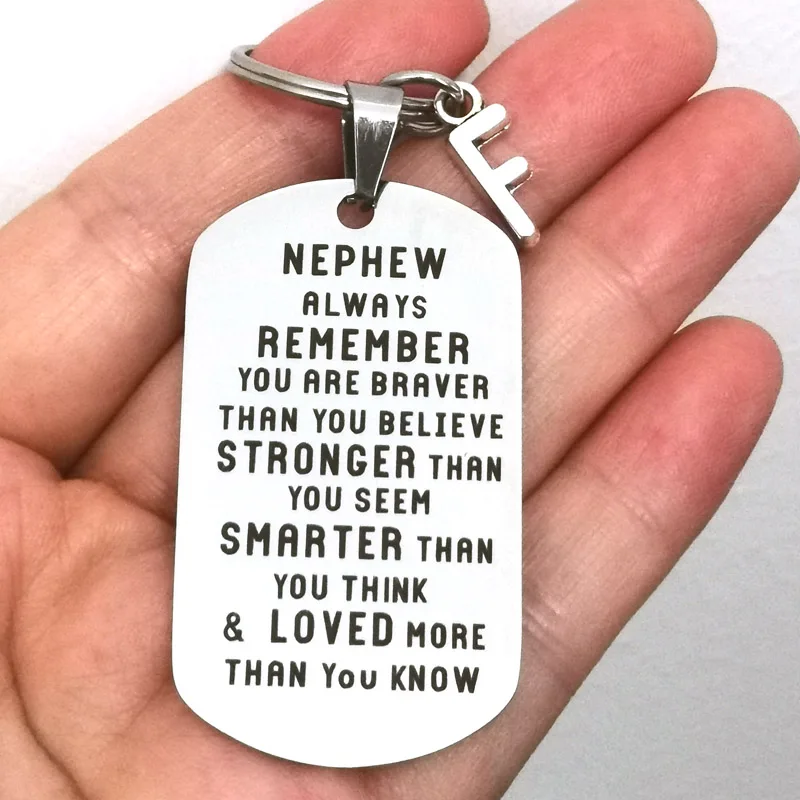 F
NEPHEW
ALWAYS
REMEMBER
YOU ARE BRAVER
THAN YOU BELIEVE
STRONGER THAN
YOU SEEM
SMARTER THAN
YOU THINK
& LOVED MORE
THAN YoU KNOW